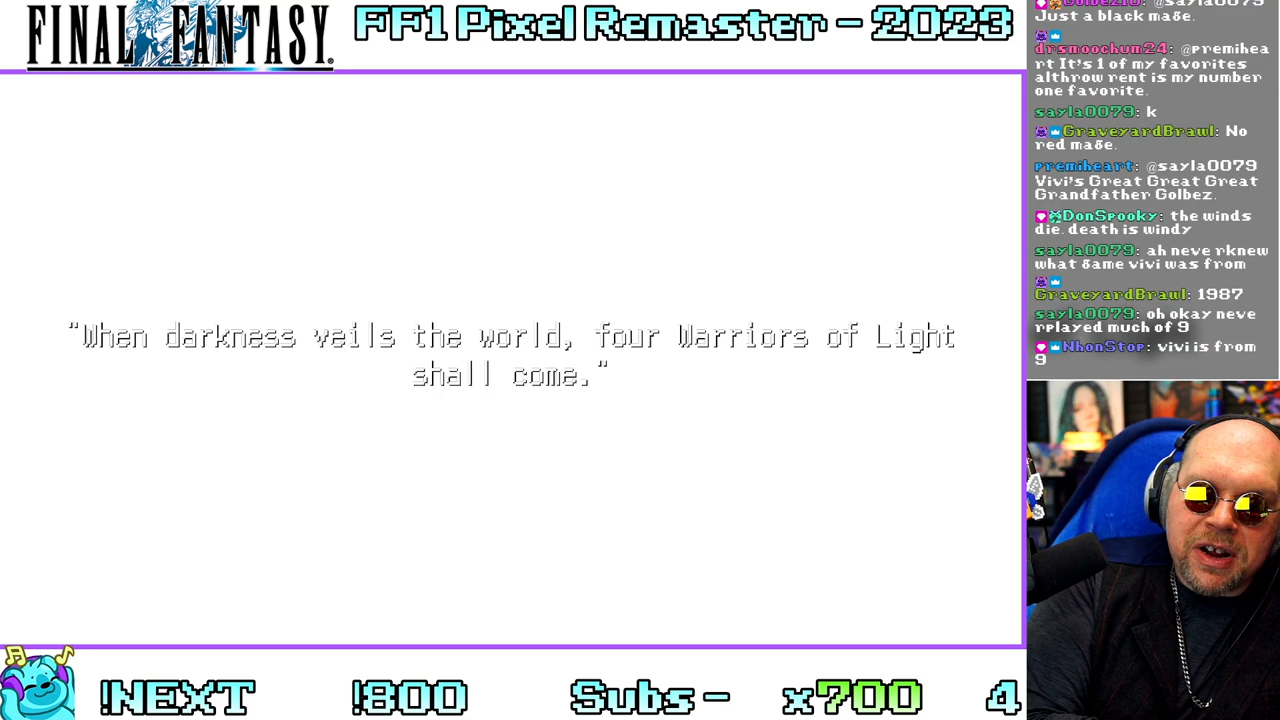 FINAL FANTASY.
FF1 Pixel Remaster - 2023
"When darkness veils the world, four Warriors of Light
shall come."
Just a black mage.
drsmoochum24: @premihea
rt It's 1 of my favorites
althrow rent is my number
one favorite.
sayla0079: k
GraveyardBrawl: No
red mage.
premiheart: @sayla0079
Vivi's Great Great Great
Grandfather Golbez.
DonSpooky: the winds
die. death is windy
sayla0079: ah neve rknew
what game vivi was from
GraveyardBrawl: 1987
sayla0079: oh okay neve
rplayed much of 9
NhonStop: vivi is from
9
!NEXT !800 Subs - x700 4